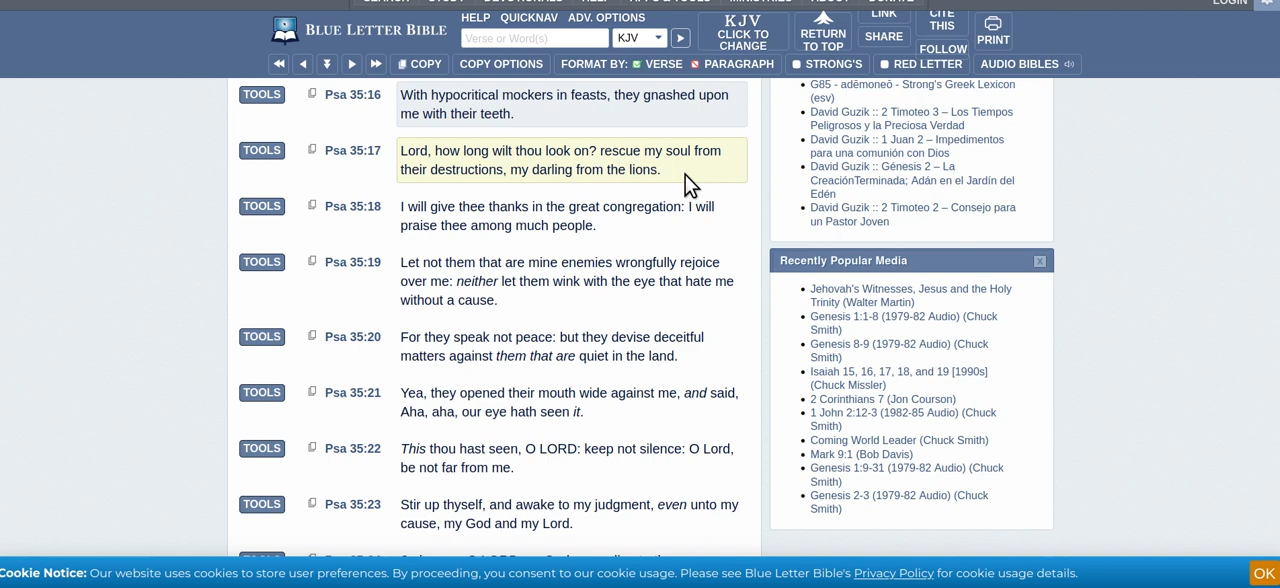 LOGIN
BLUE LETTER BIBLE
HELP QUICKNAV ADV. OPTIONS
Verse or Word(s)
KJV
KJV
CLICK TO
CHANGE
RETURN
TO TOP
LINK
SHARE
CITE
THIS
FOLLOW
PRINT
COPY COPY OPTIONS FORMAT BY: VERSE PARAGRAPH STRONG'S RED LETTER AUDIO BIBLES
TOOLS Psa 35:16 With hypocritical mockers in feasts, they gnashed upon
me with their teeth.
TOOLS Psa 35:17 Lord, how long wilt thou look on? rescue my soul from
their destructions, my darling from the lions.
TOOLS Psa 35:18 I will give thee thanks in the great congregation: I will
praise thee among much people.
TOOLS Psa 35:19 Let not them that are mine enemies wrongfully rejoice
over me: neither let them wink with the eye that hate me
without a cause.
TOOLS Psa 35:20 For they speak not peace: but they devise deceitful
matters against them that are quiet in the land.
TOOLS Psa 35:21 Yea, they opened their mouth wide against me, and said,
Aha, aha, our eye hath seen it.
TOOLS Psa 35:22 This thou hast seen, O LORD: keep not silence: O Lord,
be not far from me.
TOOLS Psa 35:23 Stir up thyself, and awake to my judgment, even unto my
cause, my God and my Lord.
G85 - adēmoneō - Strong's Greek Lexicon
(esv)
David Guzik :: 2 Timoteo 3 – Los Tiempos
Peligrosos y la Preciosa Verdad
David Guzik :: 1 Juan 2 – Impedimentos
para una comunión con Dios
David Guzik :: Génesis 2 – La
CreaciónTerminada; Adán en el Jardín del
Edén
David Guzik :: 2 Timoteo 2 – Consejo para
un Pastor Joven
Recently Popular Media x
Jehovah's Witnesses, Jesus and the Holy
Trinity (Walter Martin)
Genesis 1:1-8 (1979-82 Audio) (Chuck
Smith)
Genesis 8-9 (1979-82 Audio) (Chuck
Smith)
Isaiah 15, 16, 17, 18, and 19 [1990s]
(Chuck Missler)
2 Corinthians 7 (Jon Courson)
1 John 2:12-3 (1982-85 Audio) (Chuck
Smith)
Coming World Leader (Chuck Smith)
Mark 9:1 (Bob Davis)
Genesis 1:9-31 (1979-82 Audio) (Chuck
Smith)
Genesis 2-3 (1979-82 Audio) (Chuck
Smith)
Cookie Notice: Our website uses cookies to store user preferences. By proceeding, you consent to our cookie usage. Please see Blue Letter Bible's Privacy Policy for cookie usage details. OK